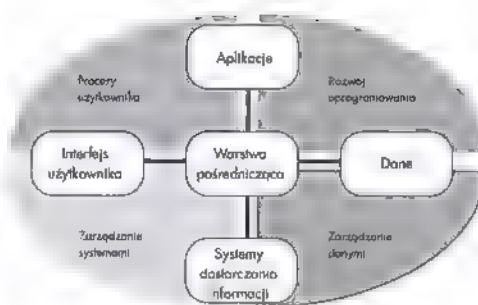 Aplikacje
Procesy
użytkownika
Rozwój
oprogramowania
Interfejs
użytkownika
Warstwa
pośrednicząca
Dane
Zarządzanie
systemami
Zarządzanie
danymi
Systemy
dostarczania
informacji